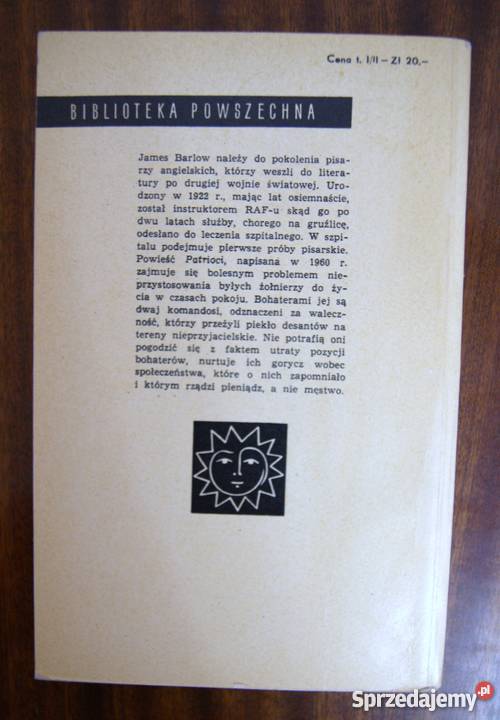 Cena t. I/II — Zł 20,—
BIBLIOTEKA POWSZECHNA
James Barlow należy do pokolenia pisa-
rzy angielskich, którzy weszli do litera-
tury po drugiej wojnie światowej. Uro-
dzony w 1922 r., mając lat osiemnaście,
został instruktorem RAF-u skąd go po
dwu latach służby, chorego na gruźlicę,
odesłano do leczenia szpitalnego. W szpi-
talu podejmuje pierwsze próby pisarskie.
Powieść Patrioci, napisana w 1960 r.
zajmuje się bolesnym problemem nie-
przystosowania byłych żołnierzy do ży-
cia w czasach pokoju. Bohaterami jej są
dwaj komandosi, odznaczeni za walecz-
ność, którzy przeżyli piekło desantów na
tereny nieprzyjacielskie. Nie potrafią oni
pogodzić się z faktem utraty pozycji
bohaterów, nurtuje ich gorycz wobec
społeczeństwa, które o nich zapomniało
i którym rządzi pieniądz, a nie męstwo.
Sprzedajemy.pl